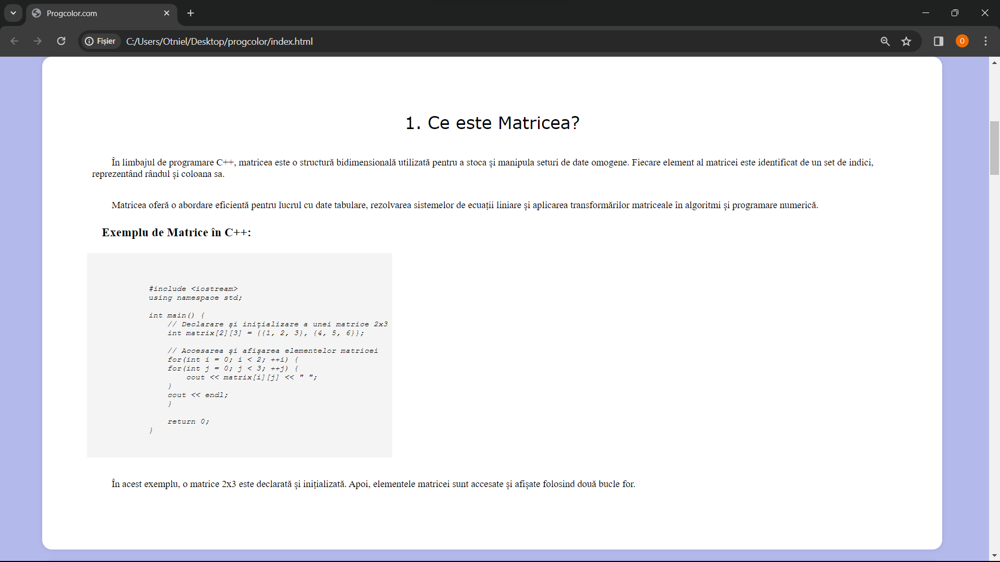 Progcolor.com
Fișier C:/Users/Otniel/Desktop/progcolor/index.html
O
1. Ce este Matricea?
În limbajul de programare C++, matricea este o structură bidimensională utilizată pentru a stoca și manipula seturi de date omogene. Fiecare element al matricei este identificat de un set de indici,
reprezentând rândul și coloana sa.
Matricea oferă o abordare eficientă pentru lucrul cu date tabulare, rezolvarea sistemelor de ecuații liniare și aplicarea transformărilor matriceale în algoritmi și programare numerică.
Exemplu de Matrice în C++:
#include <iostream>
using namespace std;
int main() {
// Declarare și inițializare a unei matrice 2x3
int matrix[2][3] = {{1, 2, 3}, {4, 5, 6}};
// Accesarea și afișarea elementelor matricei
for(int i = 0; i < 2; ++i) {
for(int j = 0; j < 3; ++j) {
cout << matrix[i][j] << " ";
}
cout << endl;
}
return 0;
}
În acest exemplu, o matrice 2x3 este declarată și inițializată. Apoi, elementele matricei sunt accesate și afișate folosind două bucle for.